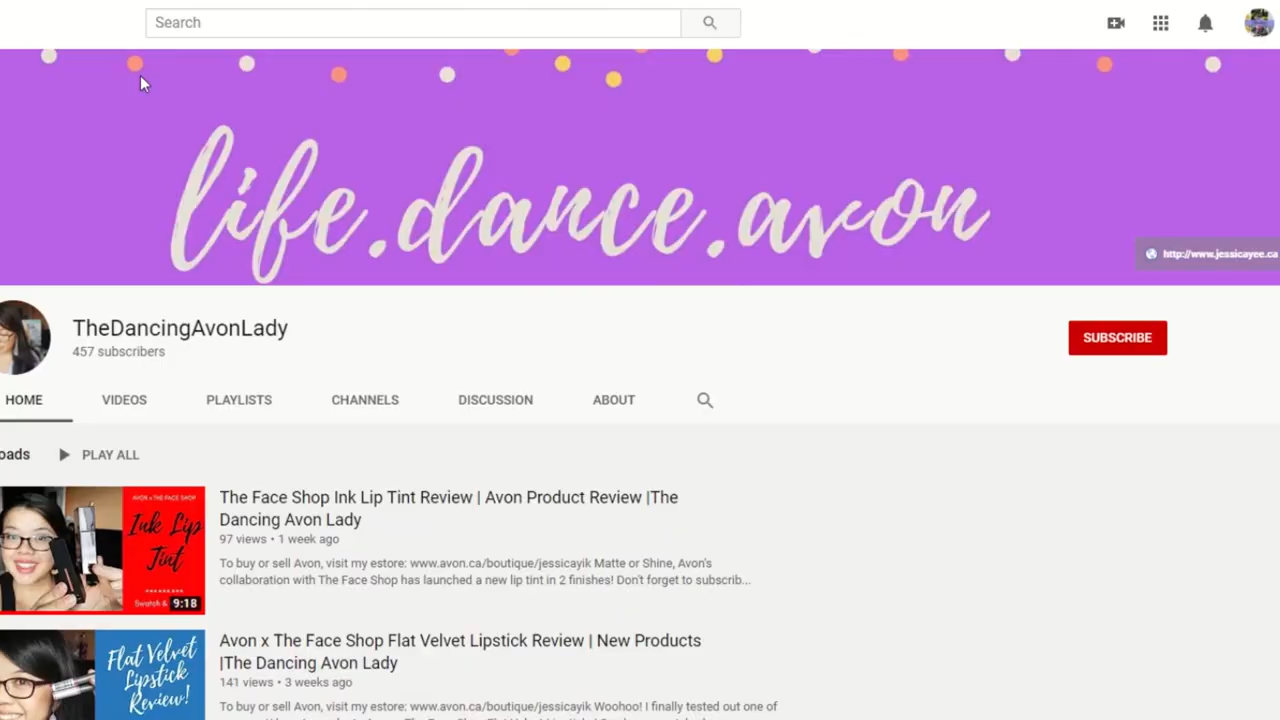 Search
life.dance.avon
http://www.jessicayee.ca
TheDancingAvonLady
457 subscribers
SUBSCRIBE
HOME VIDEOS PLAYLISTS CHANNELS DISCUSSION ABOUT
oads PLAY ALL
AVON x THE FACE SHOP
Ink Lip
Tint
Swatch &
9:18
The Face Shop Ink Lip Tint Review | Avon Product Review |The
Dancing Avon Lady
97 views • 1 week ago
To buy or sell Avon, visit my estore: www.avon.ca/boutique/jessicayik Matte or Shine, Avon's
collaboration with The Face Shop has launched a new lip tint in 2 finishes! Don't forget to subscrib...
Flat Velvet
Lipstick
Review!
Avon x The Face Shop Flat Velvet Lipstick Review | New Products
|The Dancing Avon Lady
141 views • 3 weeks ago
To buy or sell Avon, visit my estore: www.avon.ca/boutique/jessicayik Woohoo! I finally tested out one of